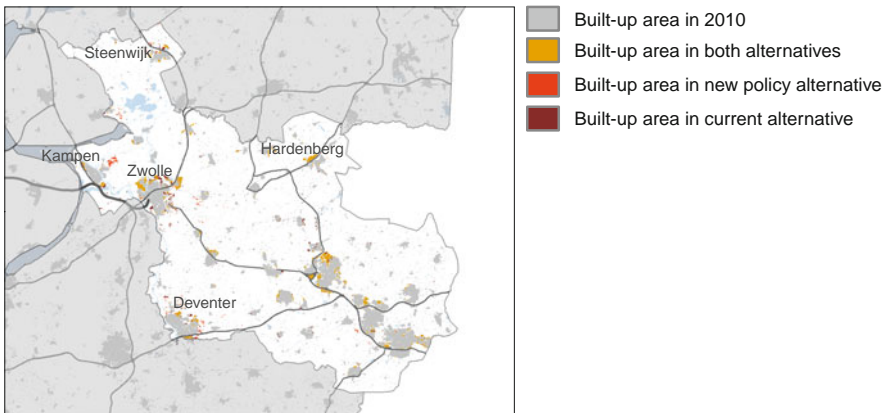 Steenwijk
Kampen
Hardenberg
Zwolle
Deventer
Built-up area in 2010
Built-up area in both alternatives
Built-up area in new policy alternative
Built-up area in current alternative